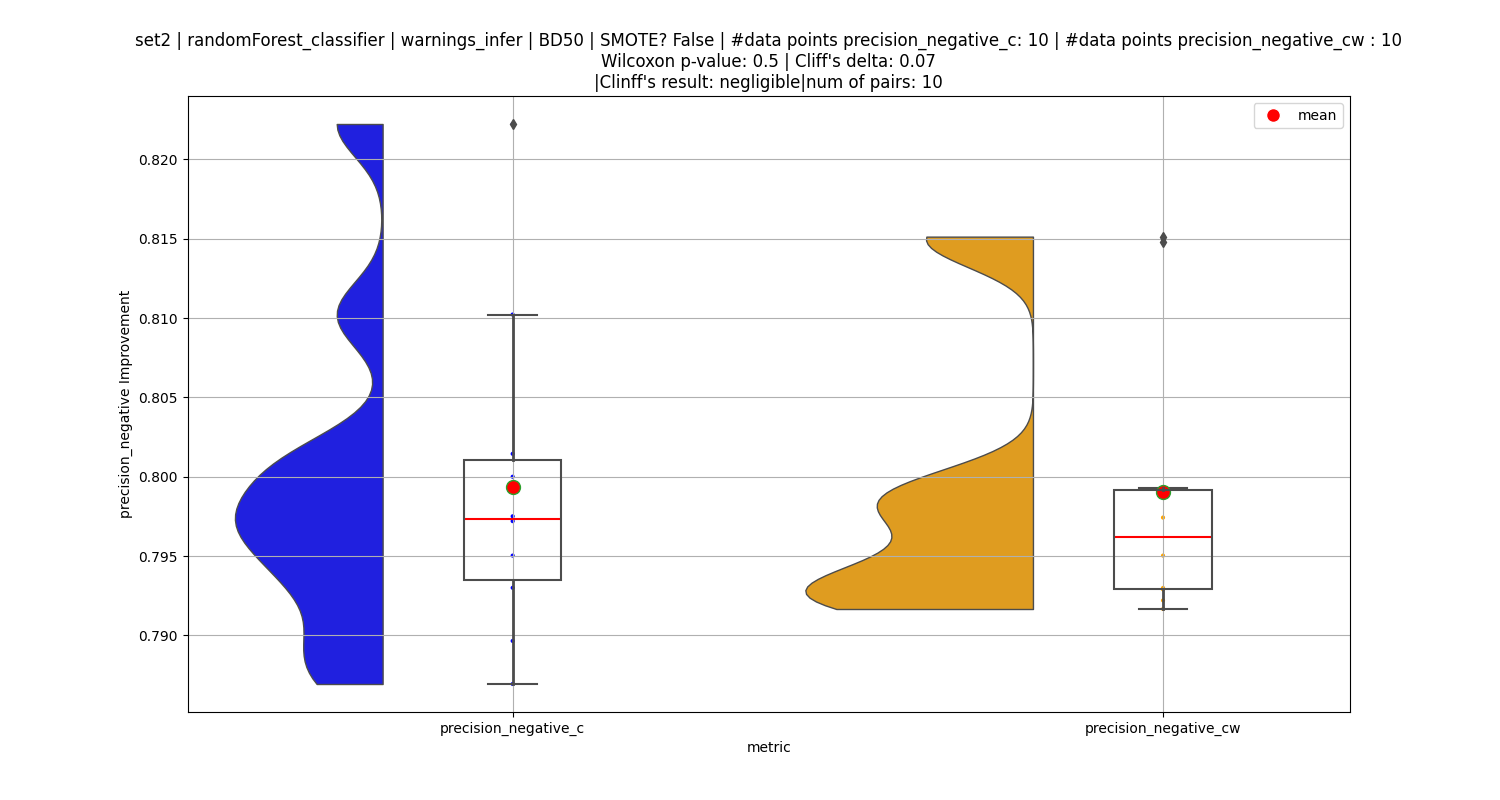 set2 | randomForest_classifier | warnings_infer | BD50 | SMOTE? False | #data points precision_negative_c: 10 | #data points precision_negative_cw : 10
Wilcoxon p-value: 0.5 | Cliff's delta: 0.07
|Clinff's result: negligible|num of pairs: 10
mean
0.820
0.815
0.810
0.805
0.800
0.795
0.790
precision_negative Improvement
precision_negative_c
precision_negative_cw
metric